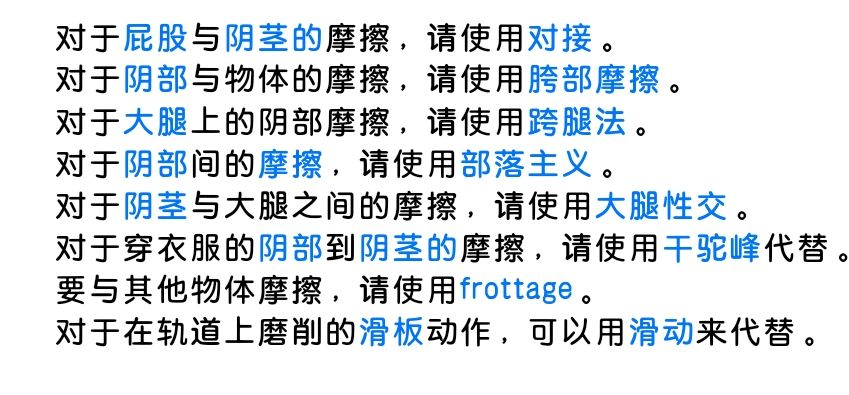 对于屁股与阴茎的摩擦，请使用对接。
对于阴部与物体的摩擦，请使用胯部摩擦。
对于大腿上的阴部摩擦，请使用跨腿法。
对于阴部间的摩擦，请使用部落主义。
对于阴茎与大腿之间的摩擦，请使用大腿性交。
对于穿衣服的阴部到阴茎的摩擦，请使用干驼峰代替。
要与其他物体摩擦，请使用frottage。
对于在轨道上磨削的滑板动作，可以用滑动来代替。